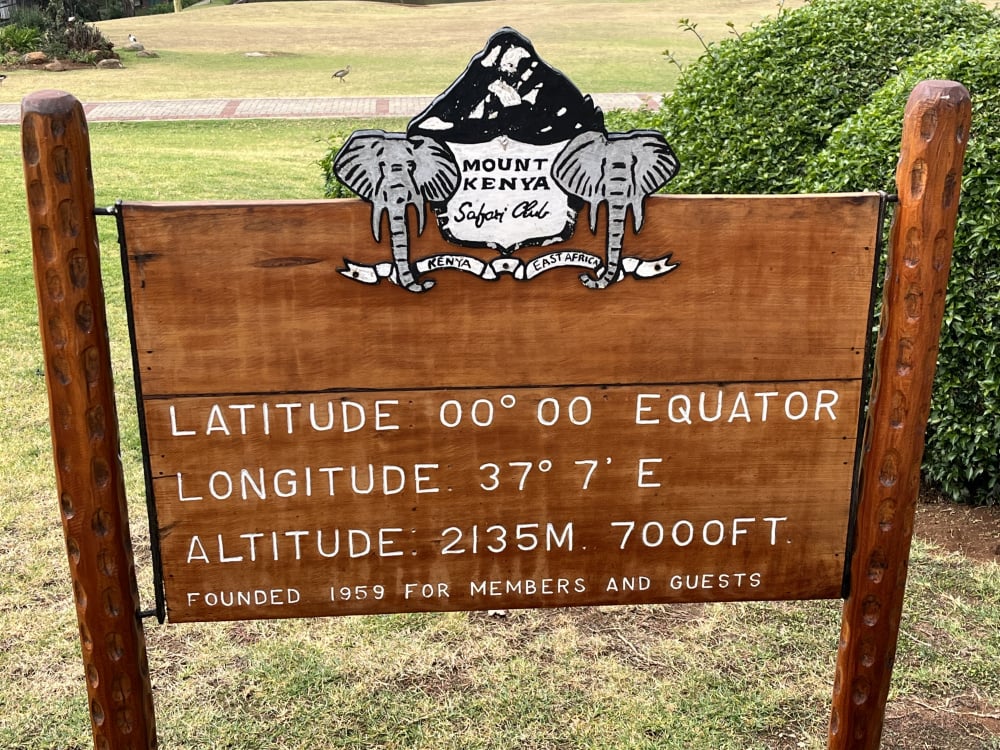 MOUNT
KENYA
Safari Club
KENYA EAST AFRICA
LATITUDE 00° 00 EQUATOR
LONGITUDE. 37° 7' E
ALTITUDE: 2135M. 7000FT.
FOUNDED 1959 FOR MEMBERS AND GUESTS